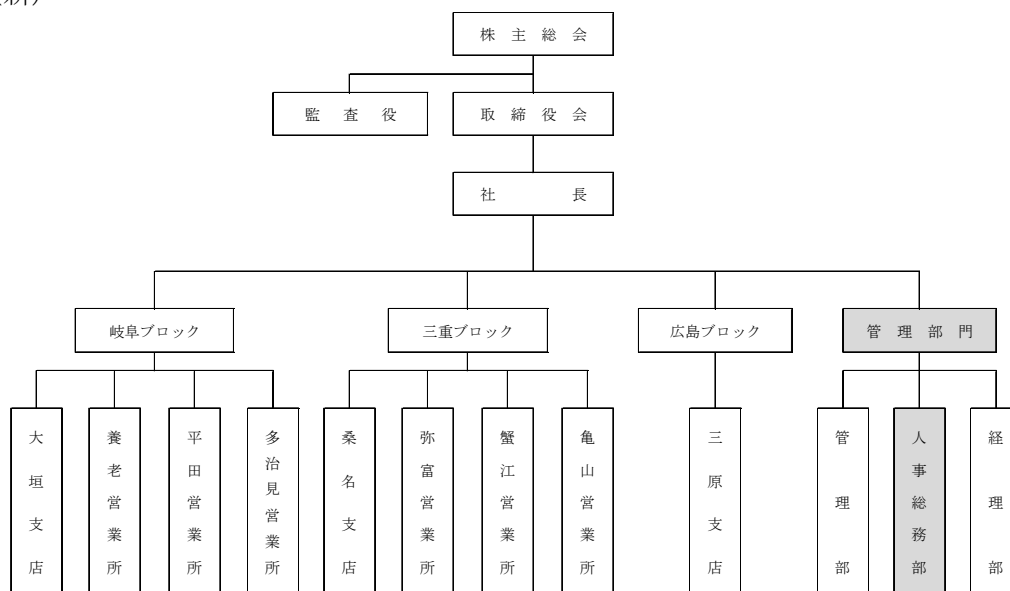 株主総会
監査役
取締役会
社長
岐阜ブロック
三重ブロック
広島ブロック
管理部門
大垣支店
養老営業所
平田営業所
多治見営業所
桑名支店
弥富営業所
蟹江営業所
亀山営業所
三原支店
管理部
人事総務部
経理部